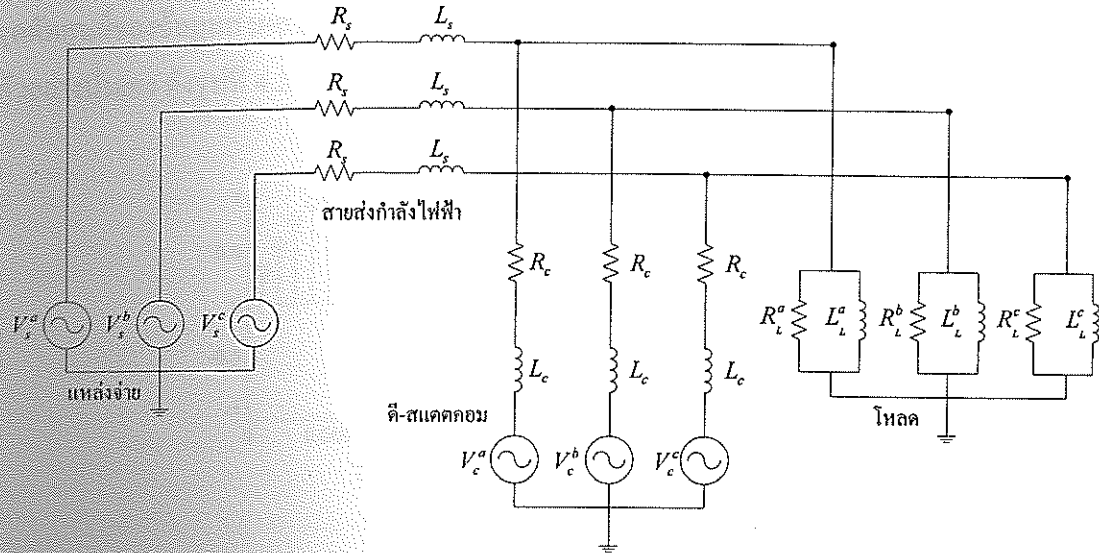 R_s L_s
R_s L_s
R_s L_s
สายส่งกำลังไฟฟ้า
R_c R_c R_c
V_s^a V_s^b V_s^c
R_L^a L_L^a R_L^b L_L^b R_L^c L_L^c
L_c L_c L_c
แหล่งจ่าย
ดี-สแตตคอม
โหลด
V_c^a V_c^b V_c^c